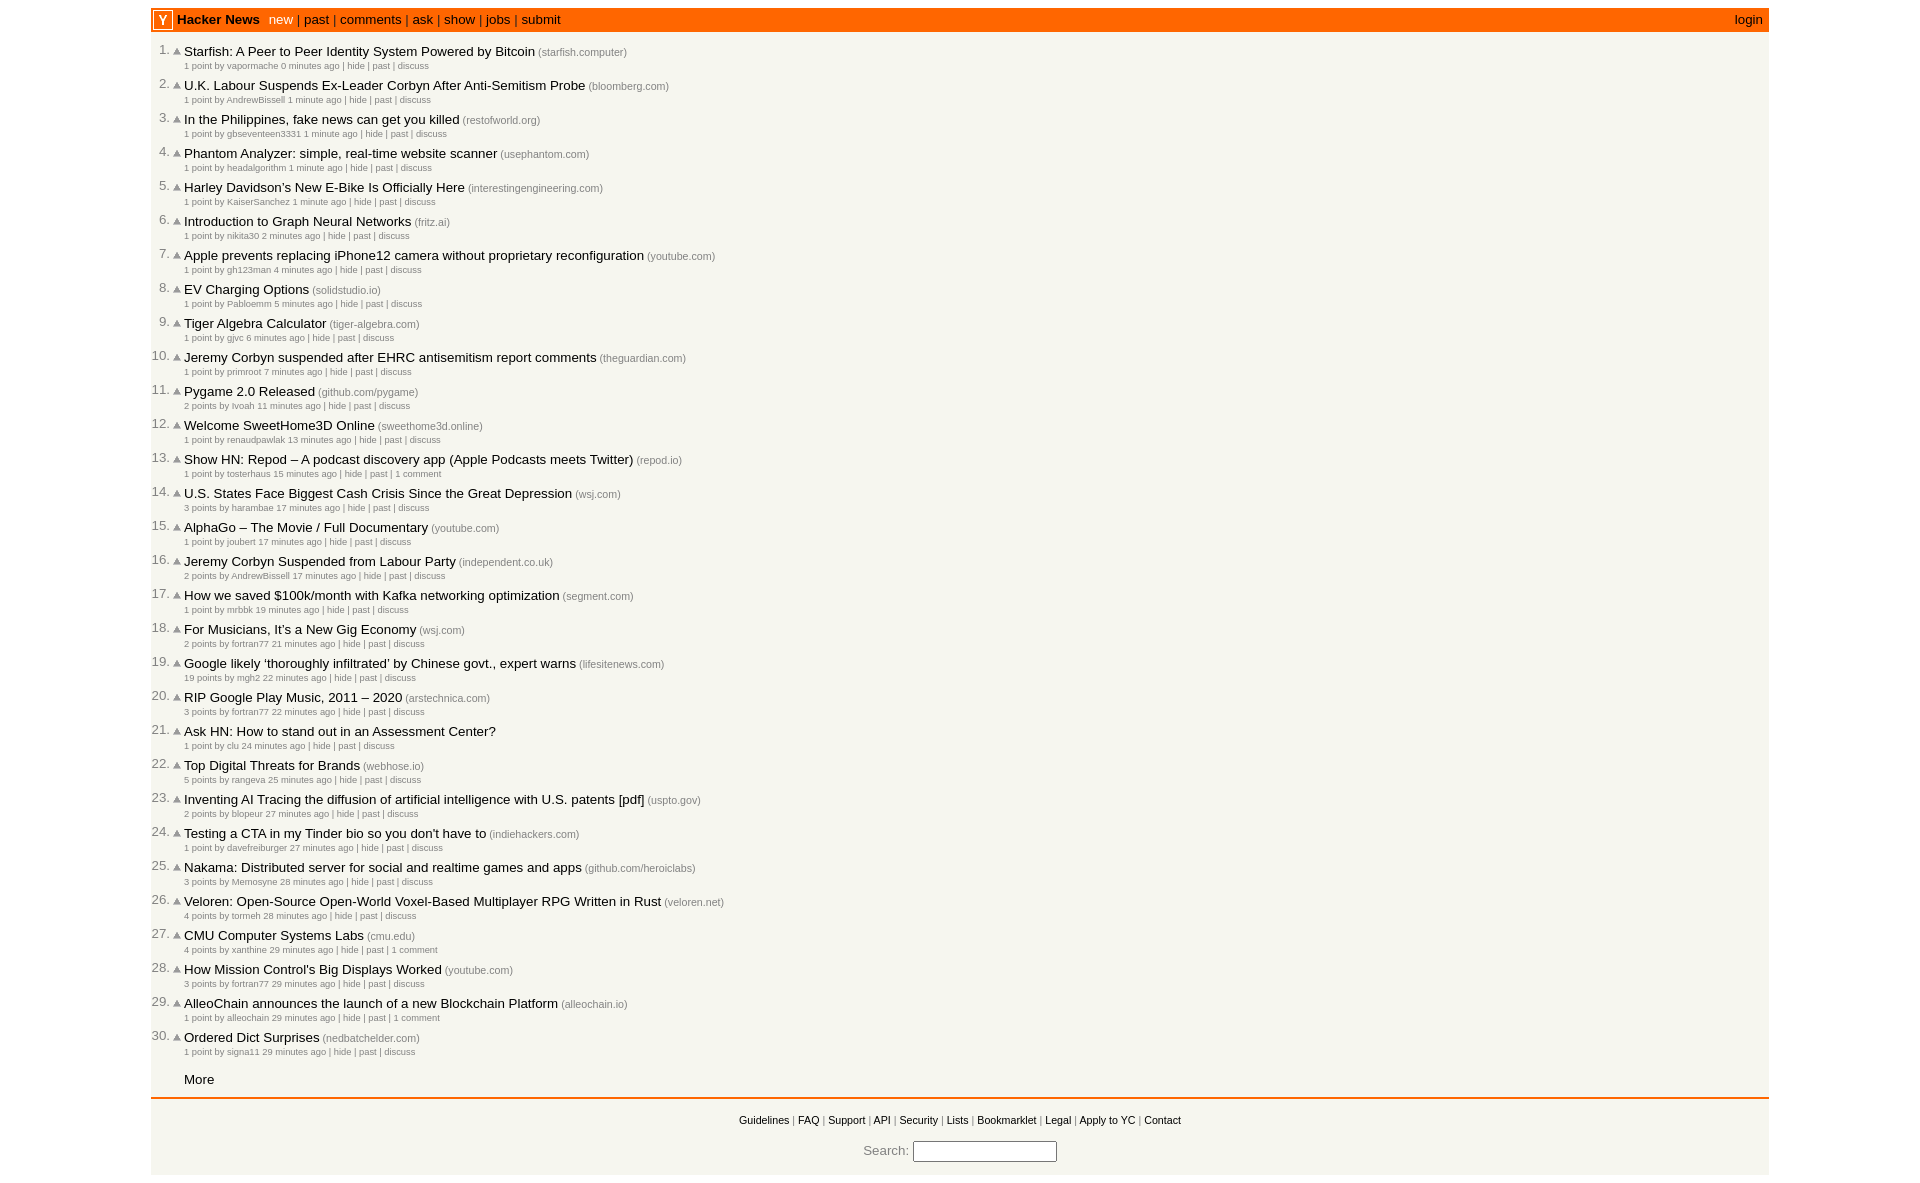 Y Hacker News new | past | comments | ask | show | jobs | submit login
1. Starfish: A Peer to Peer Identity System Powered by Bitcoin (starfish.computer)
1 point by vapormache 0 minutes ago | hide | past | discuss
2. U.K. Labour Suspends Ex-Leader Corbyn After Anti-Semitism Probe (bloomberg.com)
1 point by AndrewBissell 1 minute ago | hide | past | discuss
3. In the Philippines, fake news can get you killed (restofworld.org)
1 point by gbseventeen3331 1 minute ago | hide | past | discuss
4. Phantom Analyzer: simple, real-time website scanner (usephantom.com)
1 point by headalgorithm 1 minute ago | hide | past | discuss
5. Harley Davidson’s New E-Bike Is Officially Here (interestingengineering.com)
1 point by KaiserSanchez 1 minute ago | hide | past | discuss
6. Introduction to Graph Neural Networks (fritz.ai)
1 point by nikita30 2 minutes ago | hide | past | discuss
7. Apple prevents replacing iPhone12 camera without proprietary reconfiguration (youtube.com)
1 point by gh123man 4 minutes ago | hide | past | discuss
8. EV Charging Options (solidstudio.io)
1 point by Pabloemm 5 minutes ago | hide | past | discuss
9. Tiger Algebra Calculator (tiger-algebra.com)
1 point by gjvc 6 minutes ago | hide | past | discuss
10. Jeremy Corbyn suspended after EHRC antisemitism report comments (theguardian.com)
1 point by primroot 7 minutes ago | hide | past | discuss
11. Pygame 2.0 Released (github.com/pygame)
2 points by Ivoah 11 minutes ago | hide | past | discuss
12. Welcome SweetHome3D Online (sweethome3d.online)
1 point by renaudpawlak 13 minutes ago | hide | past | discuss
13. Show HN: Repod – A podcast discovery app (Apple Podcasts meets Twitter) (repod.io)
1 point by tosterhaus 15 minutes ago | hide | past | 1 comment
14. U.S. States Face Biggest Cash Crisis Since the Great Depression (wsj.com)
3 points by harambae 17 minutes ago | hide | past | discuss
15. AlphaGo – The Movie / Full Documentary (youtube.com)
1 point by joubert 17 minutes ago | hide | past | discuss
16. Jeremy Corbyn Suspended from Labour Party (independent.co.uk)
2 points by AndrewBissell 17 minutes ago | hide | past | discuss
17. How we saved $100k/month with Kafka networking optimization (segment.com)
1 point by mrbbk 19 minutes ago | hide | past | discuss
18. For Musicians, It’s a New Gig Economy (wsj.com)
2 points by fortran77 21 minutes ago | hide | past | discuss
19. Google likely ‘thoroughly infiltrated’ by Chinese govt., expert warns (lifesitenews.com)
19 points by mgh2 22 minutes ago | hide | past | discuss
20. RIP Google Play Music, 2011 – 2020 (arstechnica.com)
3 points by fortran77 22 minutes ago | hide | past | discuss
21. Ask HN: How to stand out in an Assessment Center?
1 point by clu 24 minutes ago | hide | past | discuss
22. Top Digital Threats for Brands (webhose.io)
5 points by rangeva 25 minutes ago | hide | past | discuss
23. Inventing AI Tracing the diffusion of artificial intelligence with U.S. patents [pdf] (uspto.gov)
2 points by blopeur 27 minutes ago | hide | past | discuss
24. Testing a CTA in my Tinder bio so you don't have to (indiehackers.com)
1 point by davefreiburger 27 minutes ago | hide | past | discuss
25. Nakama: Distributed server for social and realtime games and apps (github.com/heroiclabs)
3 points by Memosyne 28 minutes ago | hide | past | discuss
26. Veloren: Open-Source Open-World Voxel-Based Multiplayer RPG Written in Rust (veloren.net)
4 points by tormeh 28 minutes ago | hide | past | discuss
27. CMU Computer Systems Labs (cmu.edu)
4 points by xanthine 29 minutes ago | hide | past | 1 comment
28. How Mission Control's Big Displays Worked (youtube.com)
3 points by fortran77 29 minutes ago | hide | past | discuss
29. AlleoChain announces the launch of a new Blockchain Platform (alleochain.io)
1 point by alleochain 29 minutes ago | hide | past | 1 comment
30. Ordered Dict Surprises (nedbatchelder.com)
1 point by signa11 29 minutes ago | hide | past | discuss
More
Guidelines | FAQ | Support | API | Security | Lists | Bookmarklet | Legal | Apply to YC | Contact
Search: